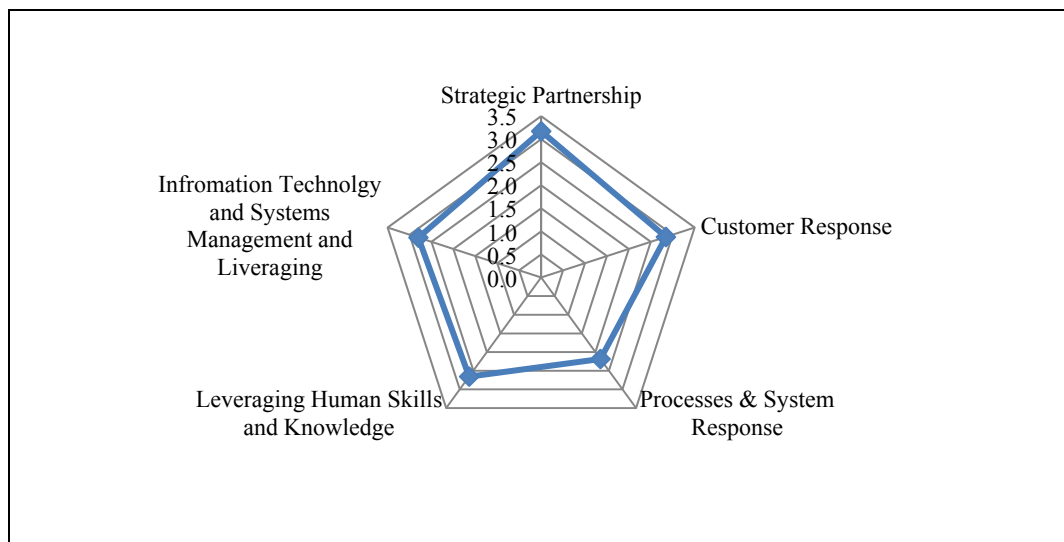 Strategic Partnership
3.5
3.0
2.5
2.0
1.5
1.0
0.5
0.0
Customer Response
Processes & System
Response
Leveraging Human Skills
and Knowledge
Infromation Technolgy
and Systems
Management and
Liveraging